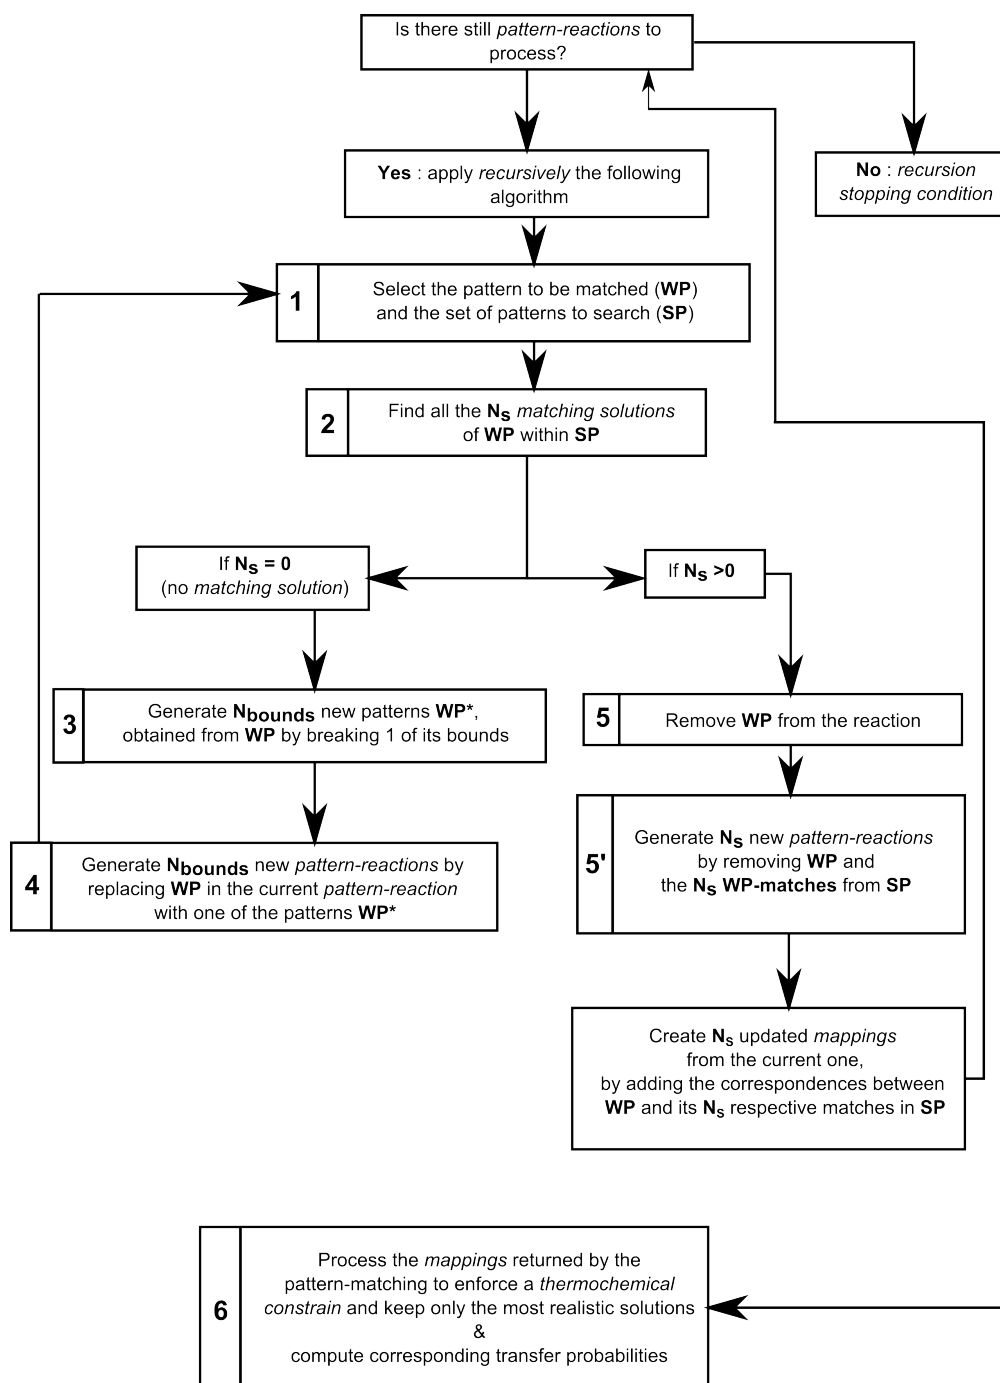 Is there still pattern-reactions to
process?
Yes : apply recursively the following
algorithm
No : recursion
stopping condition
1
Select the pattern to be matched (WP)
and the set of patterns to search (SP)
2
Find all the Ns matching solutions
of WP within SP
If Ns = 0
(no matching solution)
If Ns >0
3
Generate Nbounds new patterns WP*,
obtained from WP by breaking 1 of its bounds
5
Remove WP from the reaction
4
Generate Nbounds new pattern-reactions by
replacing WP in the current pattern-reaction
with one of the patterns WP*
5'
Generate Ns new pattern-reactions
by removing WP and
the Ns WP-matches from SP
Create Ns updated mappings
from the current one,
by adding the correspondences between
WP and its Ns respective matches in SP
6
Process the mappings returned by the
pattern-matching to enforce a thermochemical
constrain and keep only the most realistic solutions
&
compute corresponding transfer probabilities